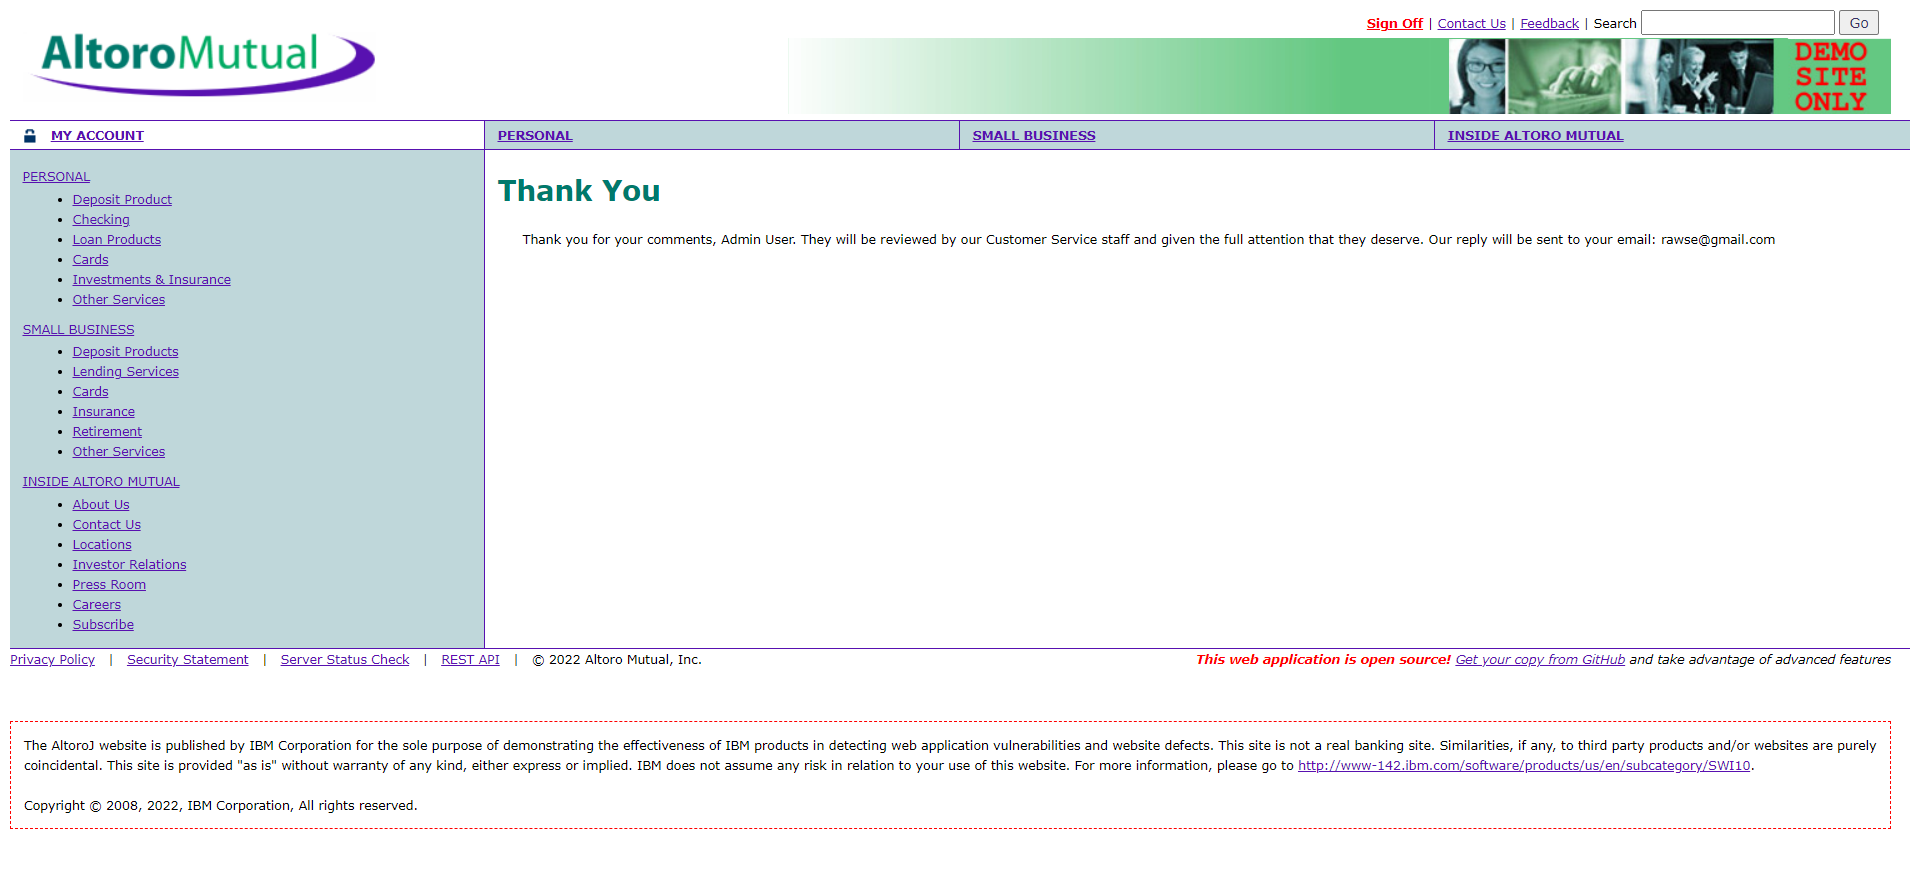 Sign Off | Contact Us | Feedback | Search Go
AltoroMutual
DEMO
SITE
ONLY
MY ACCOUNT
PERSONAL
SMALL BUSINESS
INSIDE ALTORO MUTUAL
PERSONAL
Deposit Product
Checking
Loan Products
Cards
Investments & Insurance
Other Services
SMALL BUSINESS
Deposit Products
Lending Services
Cards
Insurance
Retirement
Other Services
INSIDE ALTORO MUTUAL
About Us
Contact Us
Locations
Investor Relations
Press Room
Careers
Subscribe
Thank You
Thank you for your comments, Admin User. They will be reviewed by our Customer Service staff and given the full attention that they deserve. Our reply will be sent to your email: rawse@gmail.com
Privacy Policy | Security Statement | Server Status Check | REST API | © 2022 Altoro Mutual, Inc.
This web application is open source! Get your copy from GitHub and take advantage of advanced features
The AltoroJ website is published by IBM Corporation for the sole purpose of demonstrating the effectiveness of IBM products in detecting web application vulnerabilities and website defects. This site is not a real banking site. Similarities, if any, to third party products and/or websites are purely
coincidental. This site is provided "as is" without warranty of any kind, either express or implied. IBM does not assume any risk in relation to your use of this website. For more information, please go to http://www-142.ibm.com/software/products/us/en/subcategory/SWI10.
Copyright © 2008, 2022, IBM Corporation, All rights reserved.